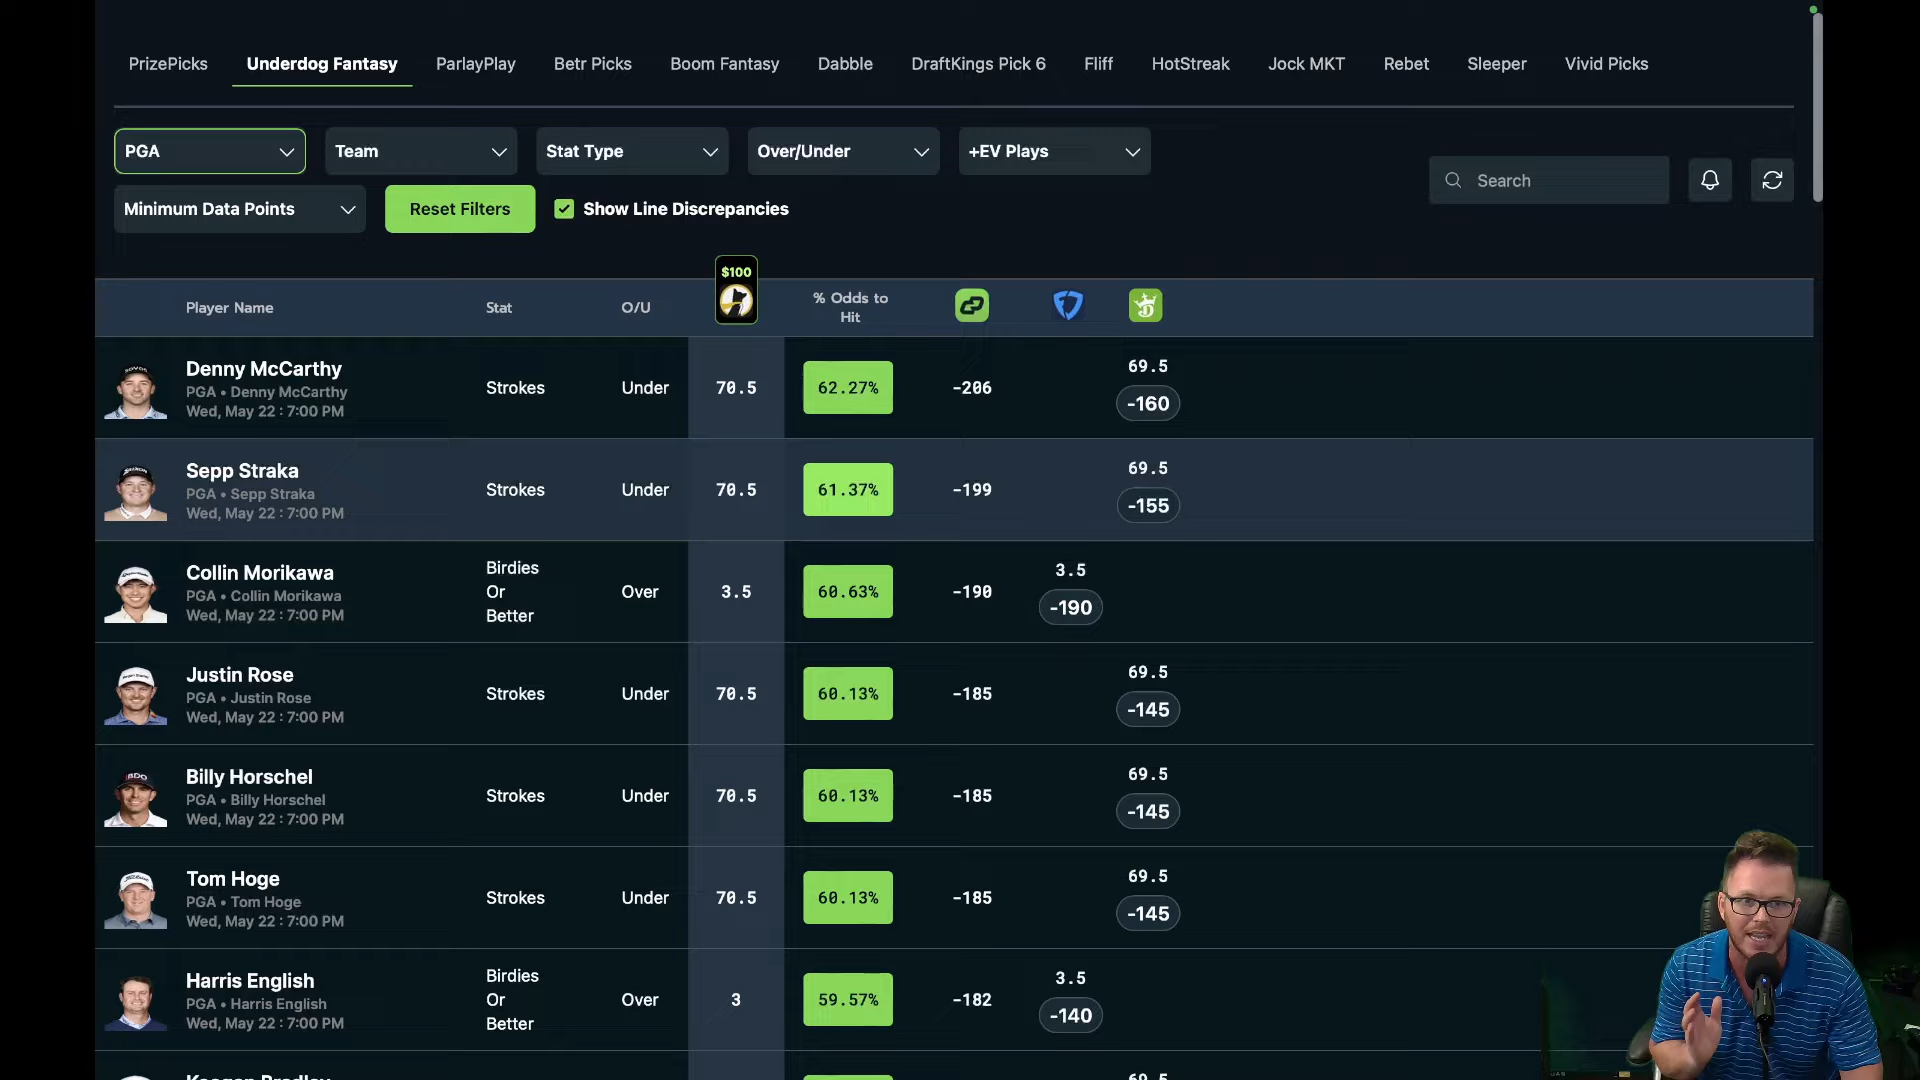 PrizePicks Underdog Fantasy ParlayPlay Betr Picks Boom Fantasy Dabble DraftKings Pick 6 Fliff HotStreak Jock MKT Rebet Sleeper Vivid Picks
PGA Team Stat Type Over/Under +EV Plays
Search
Minimum Data Points Reset Filters Show Line Discrepancies
$100
Player Name Stat O/U % Odds to
Hit
Denny McCarthy
PGA • Denny McCarthy
Wed, May 22 : 7:00 PM
Strokes Under 70.5 62.27% -206
69.5
-160
Sepp Straka
PGA • Sepp Straka
Wed, May 22 : 7:00 PM
Strokes Under 70.5 61.37% -199
69.5
-155
Collin Morikawa
PGA • Collin Morikawa
Wed, May 22 : 7:00 PM
Birdies
Or
Better
Over 3.5 60.63% -190
3.5
-190
Justin Rose
PGA • Justin Rose
Wed, May 22 : 7:00 PM
Strokes Under 70.5 60.13% -185
69.5
-145
Billy Horschel
PGA • Billy Horschel
Wed, May 22 : 7:00 PM
Strokes Under 70.5 60.13% -185
69.5
-145
Tom Hoge
PGA • Tom Hoge
Wed, May 22 : 7:00 PM
Strokes Under 70.5 60.13% -185
69.5
-145
Harris English
PGA • Harris English
Wed, May 22 : 7:00 PM
Birdies
Or
Better
Over 3 59.57% -182
3.5
-140
Keegan Bradley
69.5